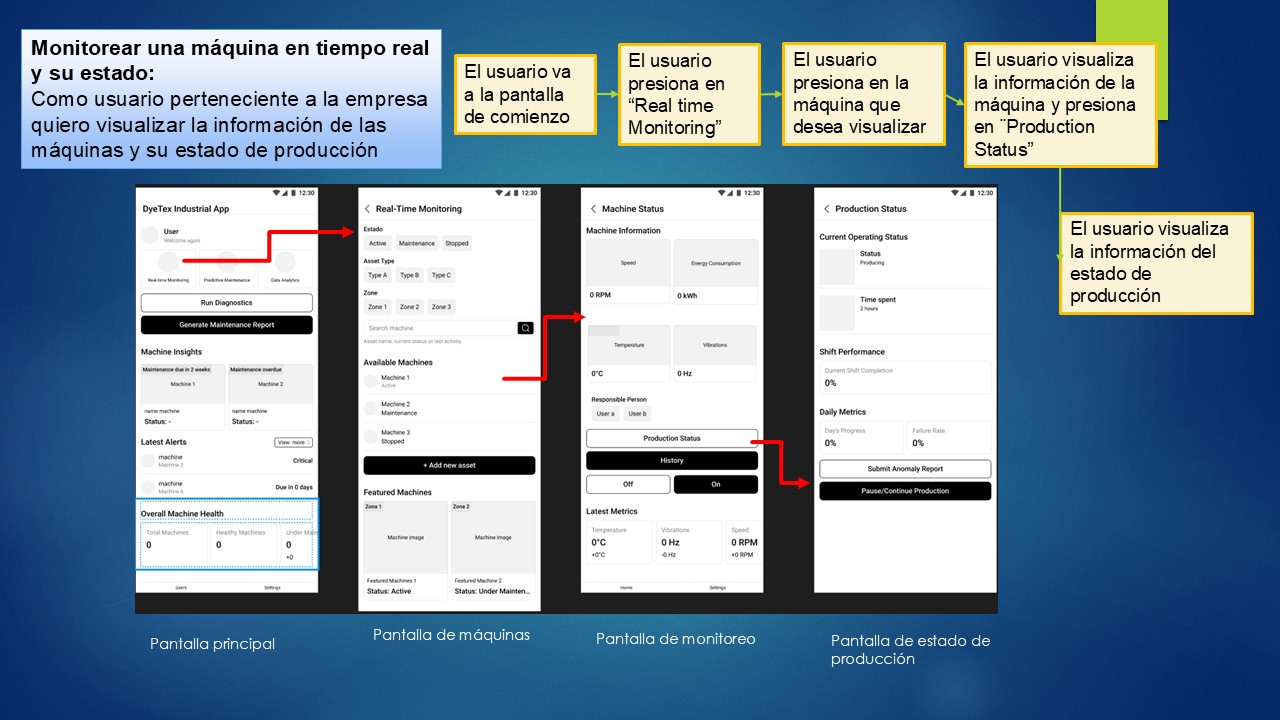 Monitorear una máquina en tiempo real
y su estado:
Como usuario perteneciente a la empresa
quiero visualizar la información de las
máquinas y su estado de producción
El usuario va
a la pantalla
de comienzo
El usuario
presiona en
“Real time
Monitoring”
El usuario
presiona en la
máquina que
desea visualizar
El usuario visualiza
la información de la
máquina y presiona
en ¨Production
Status”
El usuario visualiza
la información del
estado de
producción
12:30
DyeTex Industrial App
User
Welcome again
Real-time Monitoring
Predictive Maintenance
Data Analytics
Run Diagnostics
Generate Maintenance Report
Machine Insights
Maintenance due in 2 weeks
Machine 1
name machine
Status: -
Maintenance overdue
Machine 2
name machine
Status: -
Latest Alerts
View more
machine
Machine 3
Critical
machine
Machine 4
Due in 0 days
Overall Machine Health
Total Machines
0
Healthy Machines
0
Under Main
0
+0
Users
Settings
12:30
Real-Time Monitoring
Estado
Active
Maintenance
Stopped
Asset Type
Type A
Type B
Type C
Zone
Zone 1
Zone 2
Zone 3
Search machine
Asset name, current status or last activity
Available Machines
Machine 1
Active
Machine 2
Maintenance
Machine 3
Stopped
+ Add new asset
Featured Machines
Zona 1
Machine image
Featured Machines 1
Status: Active
Zona 2
Machine image
Featured Machine 2
Status: Under Mainten...
12:30
Machine Status
Machine Information
Speed
0 RPM
Energy Consumption
0 kWh
Temperature
0°C
Vibrations
0 Hz
Responsible Person
User a
User b
Production Status
History
Off
On
Latest Metrics
Temperature
0°C
+0°C
Vibrations
0 Hz
-0 Hz
Speed
0 RPM
+0 RPM
Home
Settings
12:30
Production Status
Current Operating Status
Status
Producing
Time spent
2 hours
Shift Performance
Current Shift Completion
0%
Daily Metrics
Day's Progress
0%
Failure Rate
0%
Submit Anomaly Report
Pause/Continue Production
Pantalla principal
Pantalla de máquinas
Pantalla de monitoreo
Pantalla de estado de
producción